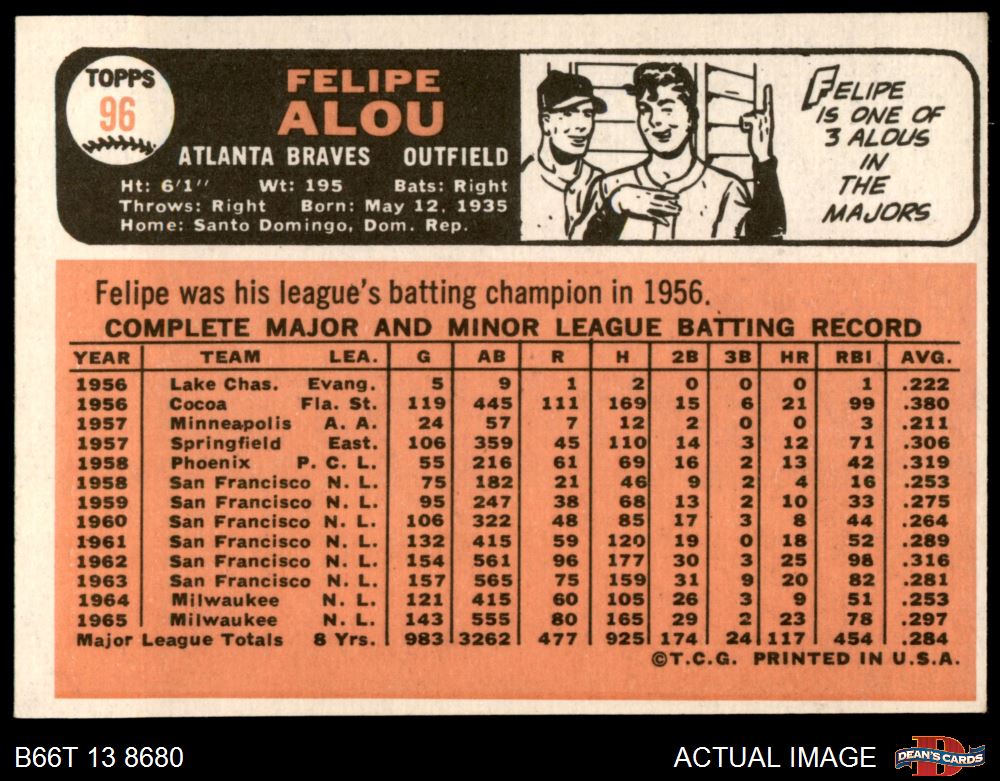 TOPPS
96
FELIPE
ALOU
ATLANTA BRAVES OUTFIELD
Ht: 6'1" Wt: 195 Bats: Right
Throws: Right Born: May 12, 1935
Home: Santo Domingo, Dom. Rep.
FELIPE
IS ONE OF
3 ALOUS
IN
THE
MAJORS
Felipe was his league's batting champion in 1956.
COMPLETE MAJOR AND MINOR LEAGUE BATTING RECORD
YEAR TEAM LEA. G AB R H 2B 3B HR RBI AVG.
1956 Lake Chas. Evang. 5 9 1 2 0 0 0 1 .222
1956 Cocoa Fla. St. 119 445 111 169 15 6 21 99 .380
1957 Minneapolis A. A. 24 57 7 12 2 0 0 3 .211
1957 Springfield East. 106 359 45 110 14 3 12 71 .306
1958 Phoenix P. C. L. 55 216 61 69 16 2 13 42 .319
1958 San Francisco N. L. 75 182 21 46 9 2 4 16 .253
1959 San Francisco N. L. 95 247 38 68 13 2 10 33 .275
1960 San Francisco N. L. 106 322 48 85 17 3 8 44 .264
1961 San Francisco N. L. 132 415 59 120 19 0 18 52 .289
1962 San Francisco N. L. 154 561 96 177 30 3 25 98 .316
1963 San Francisco N. L. 157 565 75 159 31 9 20 82 .281
1964 Milwaukee N. L. 121 415 60 105 26 3 9 51 .253
1965 Milwaukee N. L. 143 555 80 165 29 2 23 78 .297
Major League Totals 8 Yrs. 983 3262 477 925 174 24 117 454 .284
©T.C.G. PRINTED IN U.S.A.
B66T 13 8680 ACTUAL IMAGE
DEAN'S CARDS